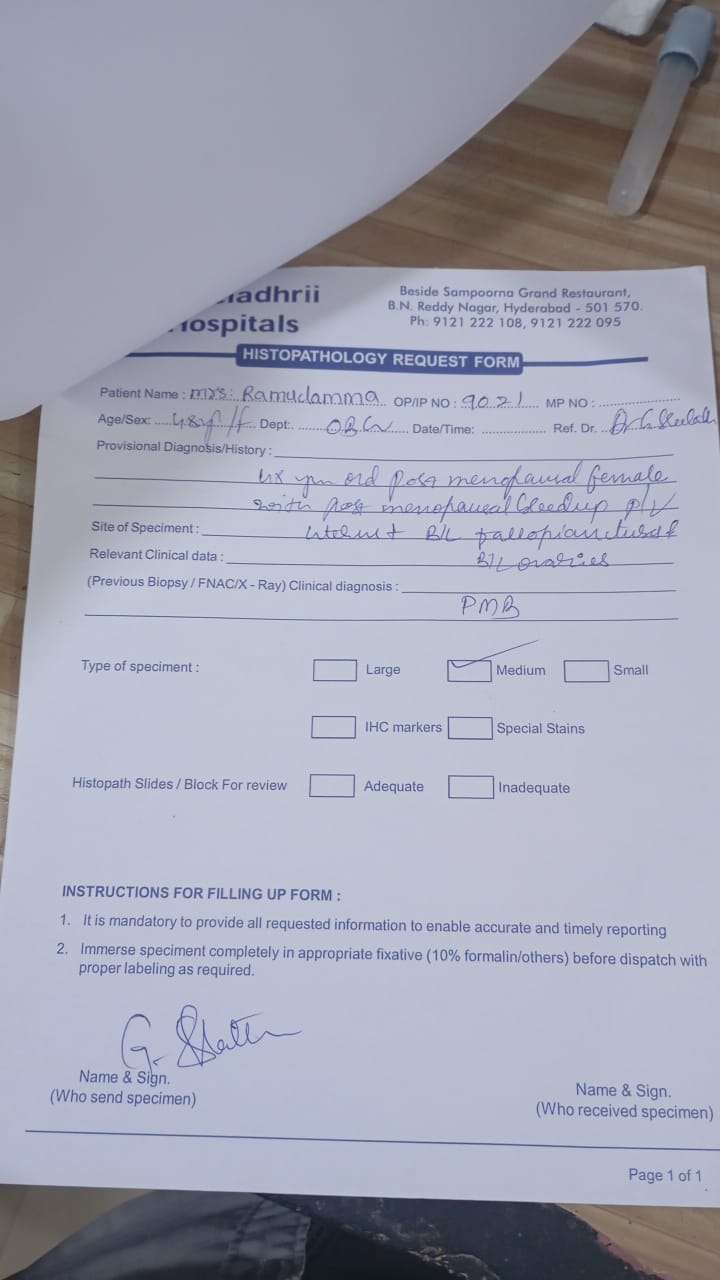 adhrii
Hospitals
Beside Sampoorna Grand Restaurant,
B.N. Reddy Nagar, Hyderabad - 501 570.
Ph: 9121 222 108, 9121 222 095
HISTOPATHOLOGY REQUEST FORM
Patient Name : mrs: Ramudamma OP/IP NO : 9021 MP NO :
Age/Sex: 48y/f Dept: Date/Time: Ref. Dr. Dr G.
Provisional Diagnosis/History :
old post menopausal female
with post menopausal bleeding P/V
Site of Specimen : uterus + B/L fallopian tubes &
Relevant Clinical data : B/L ovaries
(Previous Biopsy / FNAC/X - Ray) Clinical diagnosis :
PMB
Type of speciment : Large Medium Small
IHC markers Special Stains
Histopath Slides / Block For review Adequate Inadequate
INSTRUCTIONS FOR FILLING UP FORM :
1. It is mandatory to provide all requested information to enable accurate and timely reporting
2. Immerse speciment completely in appropriate fixative (10% formalin/others) before dispatch with
proper labeling as required.
G.
Name & Sign.
(Who send specimen)
Name & Sign.
(Who received specimen)
Page 1 of 1